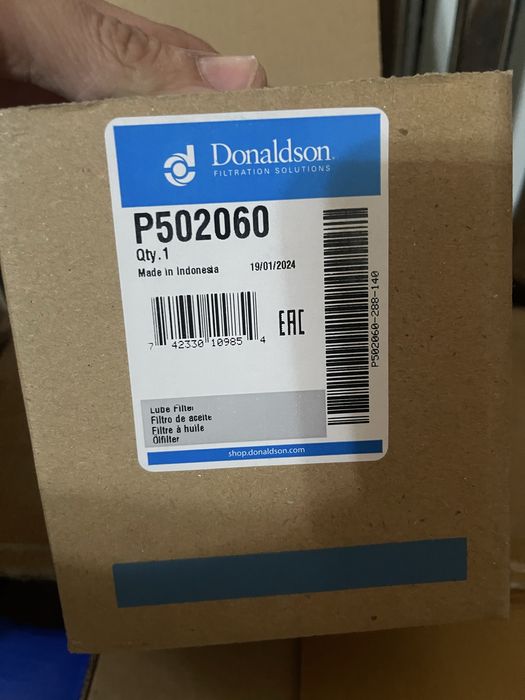 Donaldson
FILTRATION SOLUTIONS
P502060
Qty.1
Made in Indonesia 19/01/2024
7 42330 10985 4
EAC
P502060-288-140
Lube Filter
Filtro de aceite
Filtre à huile
Ölfilter
shop.donaldson.com